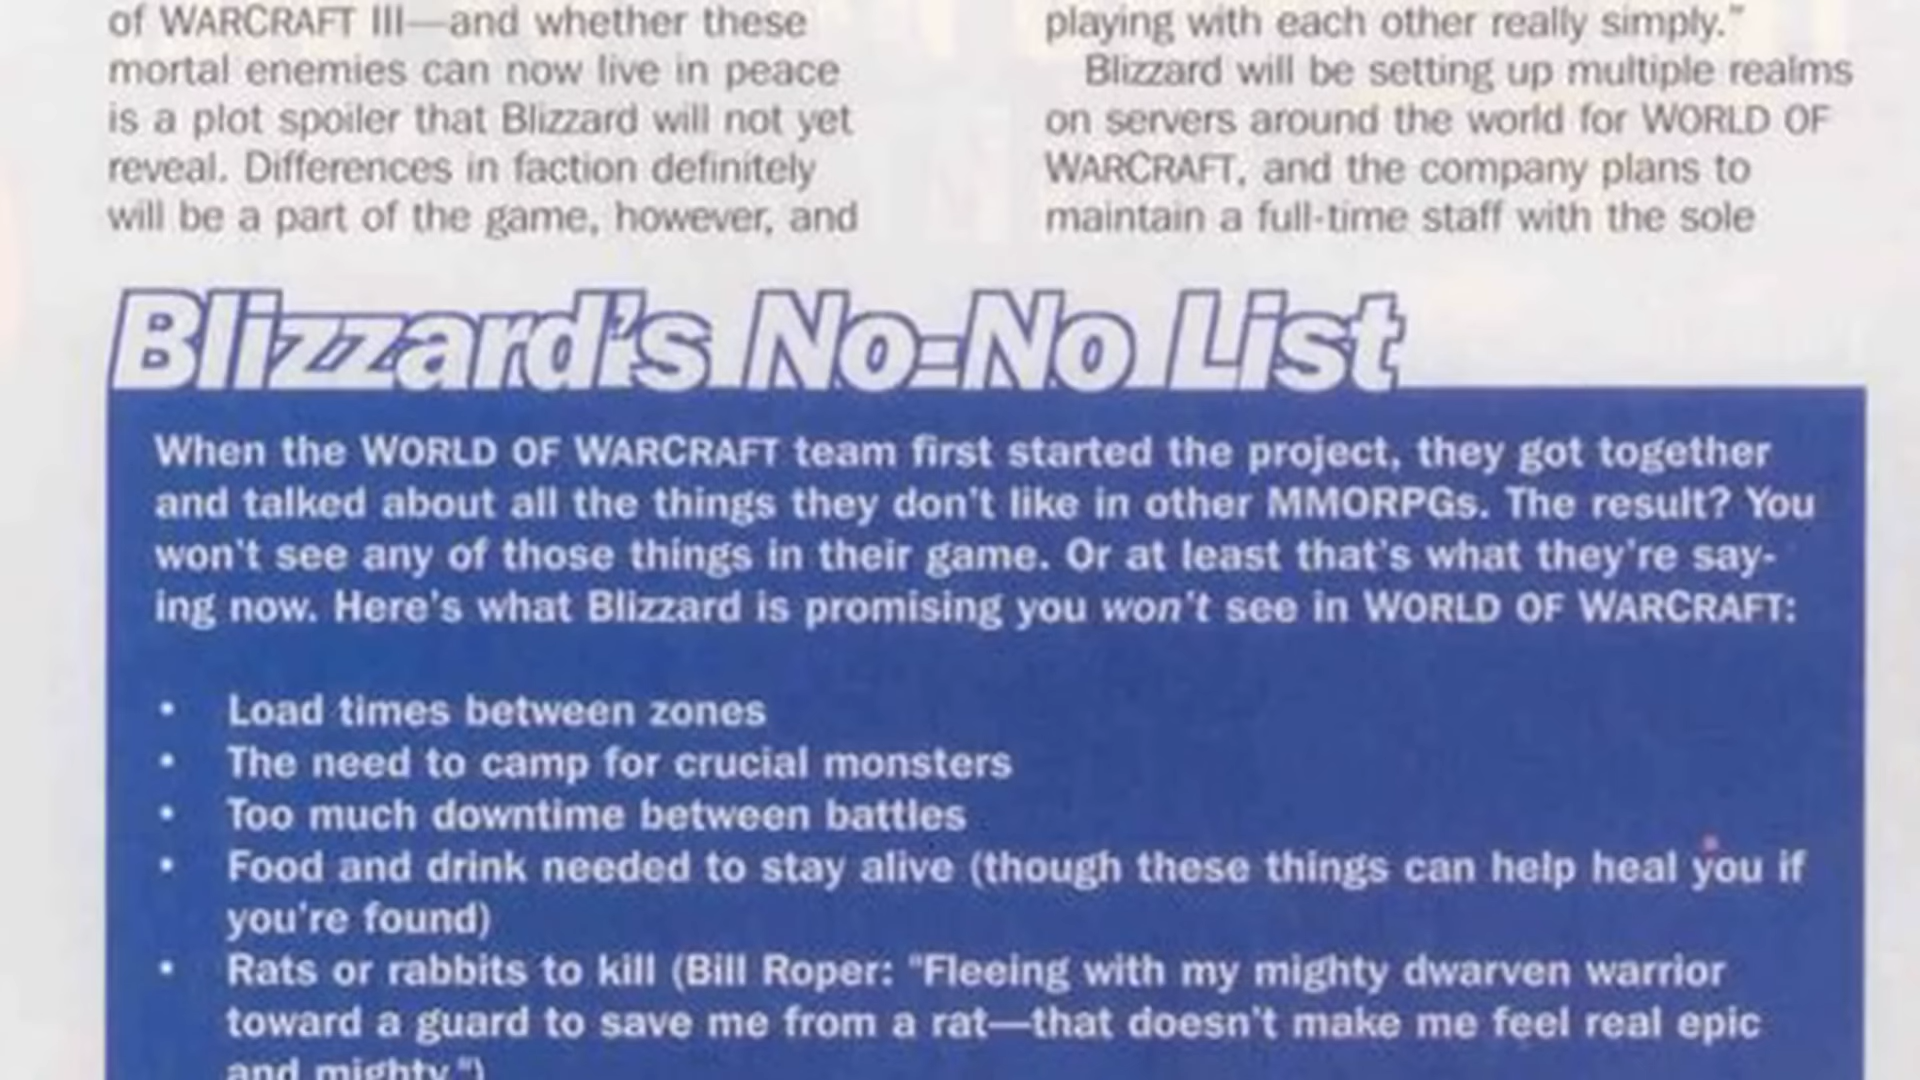 of WARCRAFT III—and whether these
mortal enemies can now live in peace
is a plot spoiler that Blizzard will not yet
reveal. Differences in faction definitely
will be a part of the game, however, and
playing with each other really simply."
Blizzard will be setting up multiple realms
on servers around the world for WORLD OF
WARCRAFT, and the company plans to
maintain a full-time staff with the sole
Blizzard's No-No List
When the WORLD OF WARCRAFT team first started the project, they got together
and talked about all the things they don't like in other MMORPGs. The result? You
won't see any of those things in their game. Or at least that's what they're say-
ing now. Here's what Blizzard is promising you won't see in WORLD OF WARCRAFT:
• Load times between zones
• The need to camp for crucial monsters
• Too much downtime between battles
• Food and drink needed to stay alive (though these things can help heal you if
you're found)
• Rats or rabbits to kill (Bill Roper: "Fleeing with my mighty dwarven warrior
toward a guard to save me from a rat—that doesn't make me feel real epic
and mighty.")